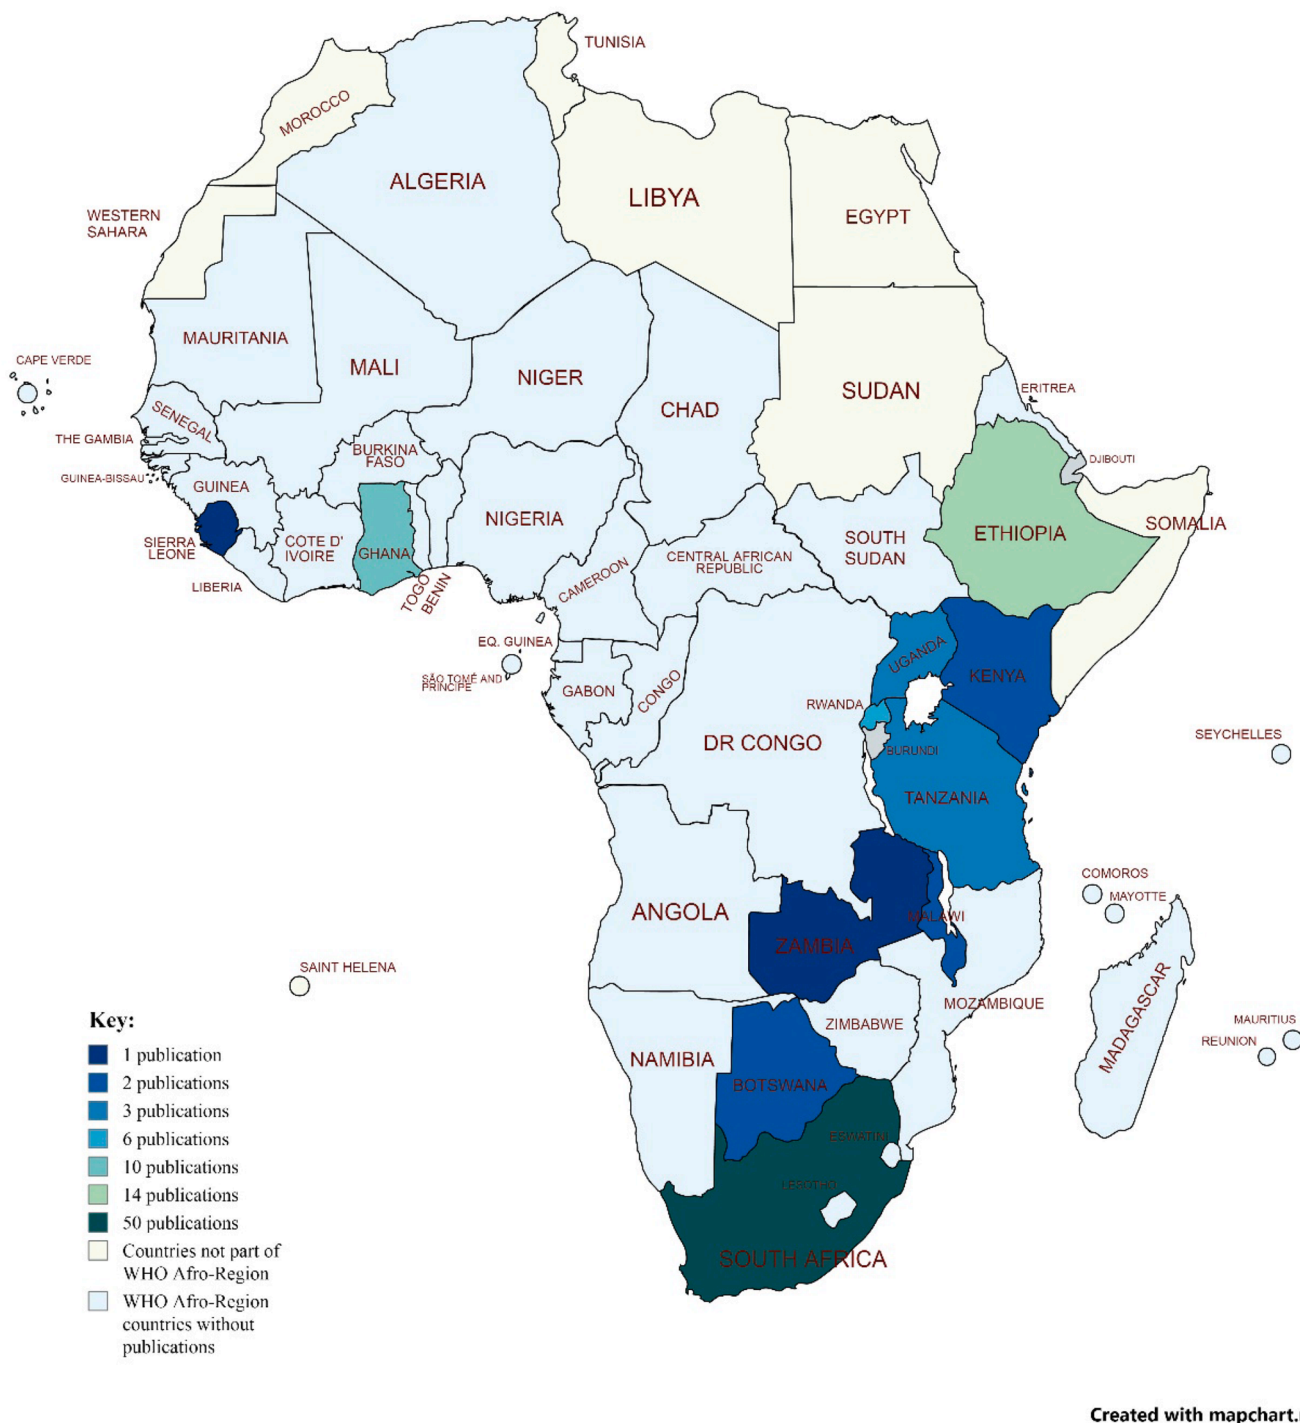 TUNISIA
MOROCCO
ALGERIA
LIBYA
EGYPT
WESTERN
SAHARA
MAURITANIA
MALI
NIGER
CHAD
SUDAN
ERITREA
CAPE VERDE
SENEGAL
THE GAMBIA
GUINEA-BISSAU
GUINEA
BURKINA
FASO
DJIBOUTI
SIERRA
LEONE
COTE D'
IVOIRE
GHANA
NIGERIA
SOUTH
SUDAN
ETHIOPIA
SOMALIA
LIBERIA
TOGO
BENIN
CAMEROON
CENTRAL AFRICAN
REPUBLIC
EQ. GUINEA
SÃO TOMÉ AND
PRINCIPE
GABON
CONGO
UGANDA
KENYA
RWANDA
DR CONGO
BURUNDI
SEYCHELLES
TANZANIA
COMOROS
MAYOTTE
ANGOLA
ZAMBIA
MALAWI
SAINT HELENA
MOZAMBIQUE
MADAGASCAR
ZIMBABWE
NAMIBIA
BOTSWANA
MAURITIUS
REUNION
ESWATINI
LESOTHO
SOUTH AFRICA
Key:
1 publication
2 publications
3 publications
6 publications
10 publications
14 publications
50 publications
Countries not part of
WHO Afro-Region
WHO Afro-Region
countries without
publications
Created with mapchart.